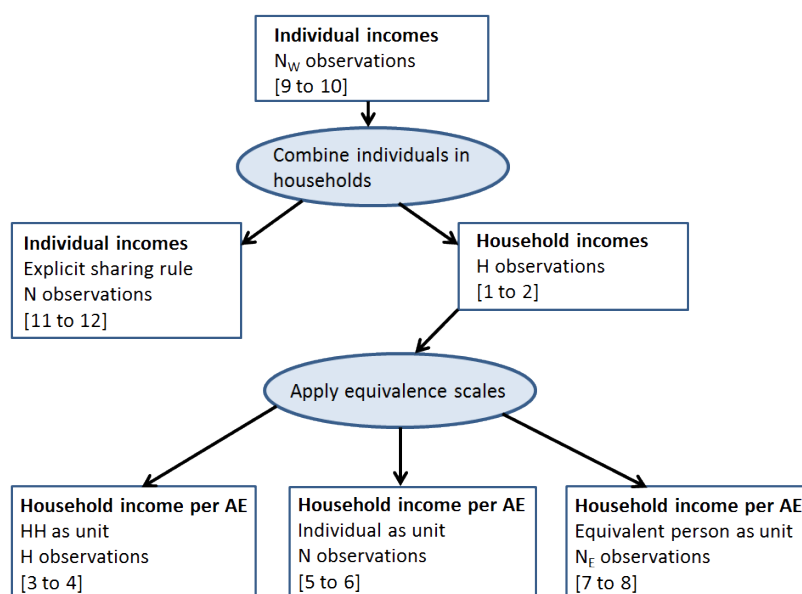 Individual incomes
N_W observations
[9 to 10]
Combine individuals in
households
Individual incomes
Explicit sharing rule
N observations
[11 to 12]
Household incomes
H observations
[1 to 2]
Apply equivalence scales
Household income per AE
HH as unit
H observations
[3 to 4]
Household income per AE
Individual as unit
N observations
[5 to 6]
Household income per AE
Equivalent person as unit
N_E observations
[7 to 8]